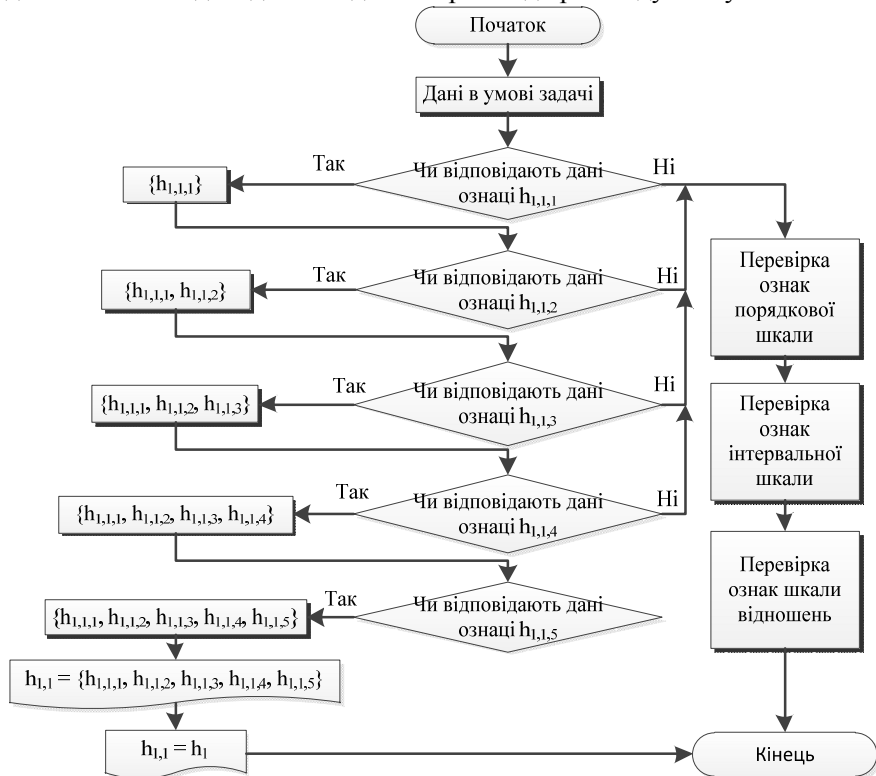 Початок
Дані в умові задачі
Так
Чи відповідають дані
ознаці h1,1,1
Ні
{h1,1,1}
Так
Чи відповідають дані
ознаці h1,1,2
Ні
{h1,1,1, h1,1,2}
Так
Чи відповідають дані
ознаці h1,1,3
Ні
{h1,1,1, h1,1,2, h1,1,3}
Так
Чи відповідають дані
ознаці h1,1,4
Ні
{h1,1,1, h1,1,2, h1,1,3, h1,1,4}
Так
Чи відповідають дані
ознаці h1,1,5
{h1,1,1, h1,1,2, h1,1,3, h1,1,4, h1,1,5}
h1,1 = {h1,1,1, h1,1,2, h1,1,3, h1,1,4, h1,1,5}
h1,1 = h1
Перевірка
ознак
порядкової
шкали
Перевірка
ознак
інтервальної
шкали
Перевірка
ознак шкали
відношень
Кінець